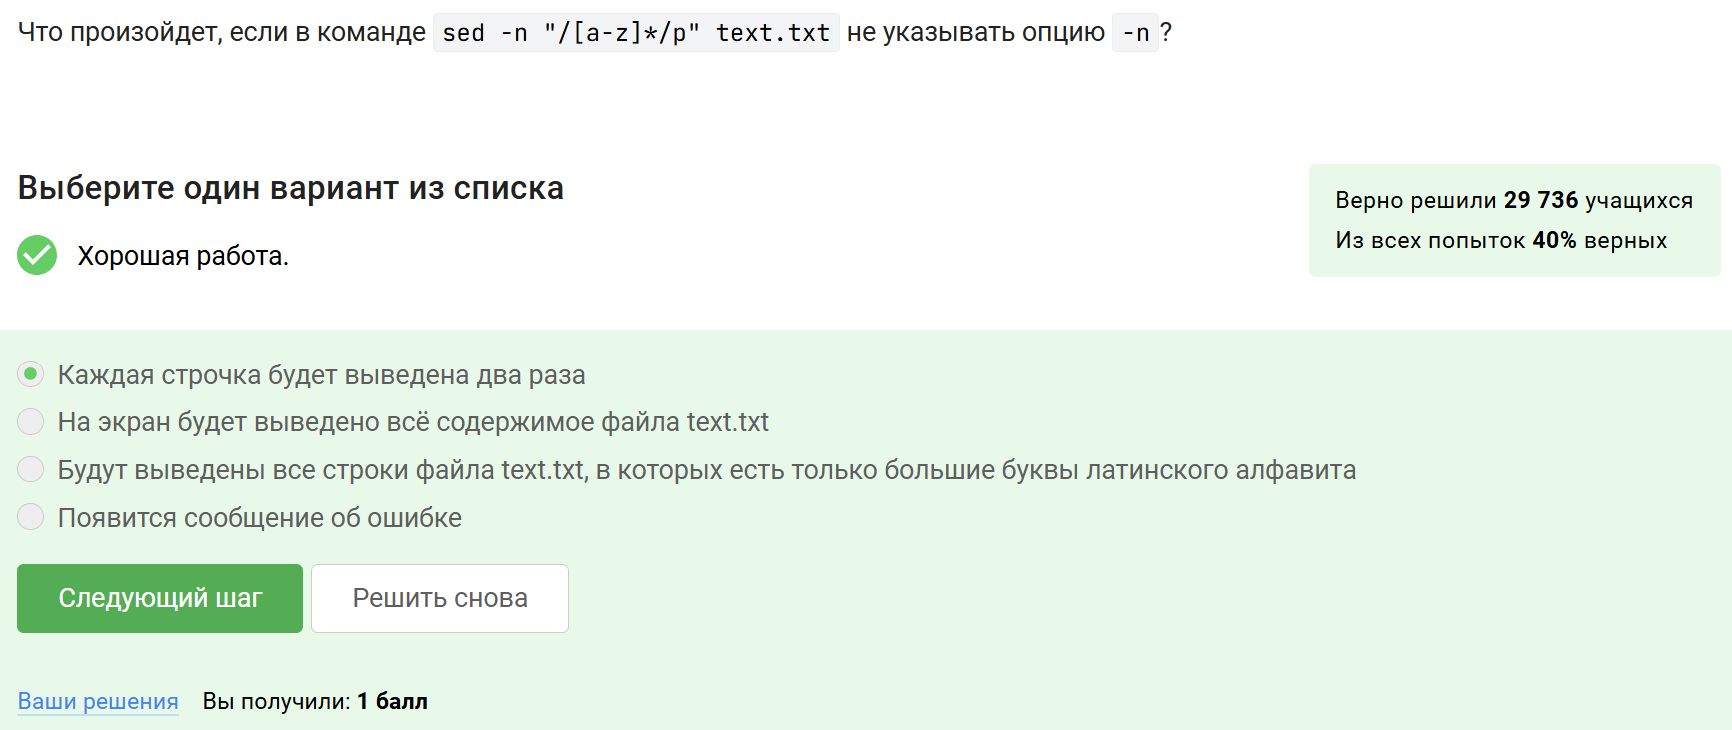 Что произойдет, если в команде sed -n "/[a-z]*/p" text.txt не указывать опцию -n?
Выберите один вариант из списка
Хорошая работа.
Верно решили 29 736 учащихся
Из всех попыток 40% верных
Каждая строчка будет выведена два раза
На экран будет выведено всё содержимое файла text.txt
Будут выведены все строки файла text.txt, в которых есть только большие буквы латинского алфавита
Появится сообщение об ошибке
Следующий шаг
Решить снова
Ваши решения Вы получили: 1 балл